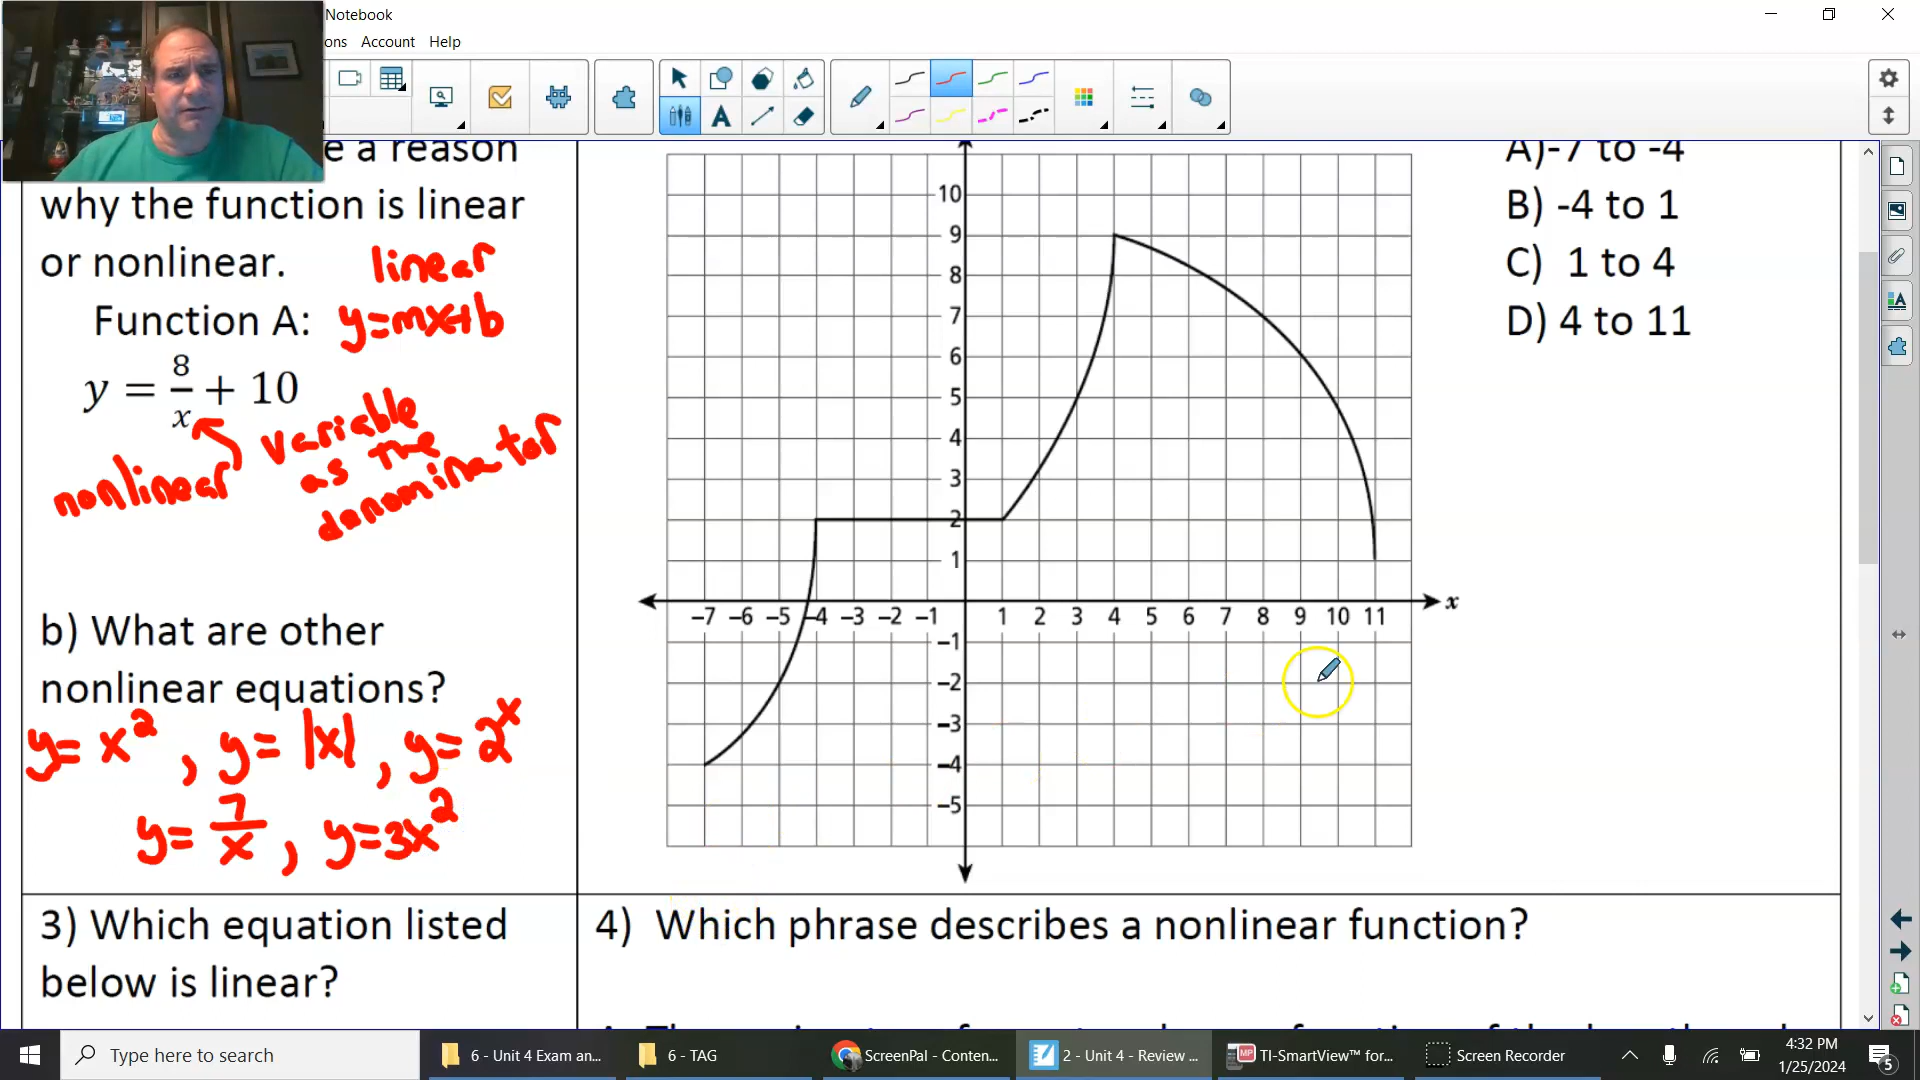 Notebook
ons Account Help
e a reason
why the function is linear
or nonlinear.
linear
Function A: y=mx+b
y = 8/x + 10
variable
as the
denominator
nonlinear
b) What are other
nonlinear equations?
y= x², y= |x|, y= 2^x
y= 7/x, y=3x²
3) Which equation listed
below is linear?
10
9
8
7
6
5
4
3
2
1
-7 -6 -5 -4 -3 -2 -1 1 2 3 4 5 6 7 8 9 10 11 x
-1
-2
-3
-4
-5
A)-7 to -4
B) -4 to 1
C) 1 to 4
D) 4 to 11
4) Which phrase describes a nonlinear function?
Type here to search
6 - Unit 4 Exam an...
6 - TAG
ScreenPal - Conten...
2 - Unit 4 - Review ...
TI-SmartView™ for...
Screen Recorder
4:32 PM
1/25/2024
5